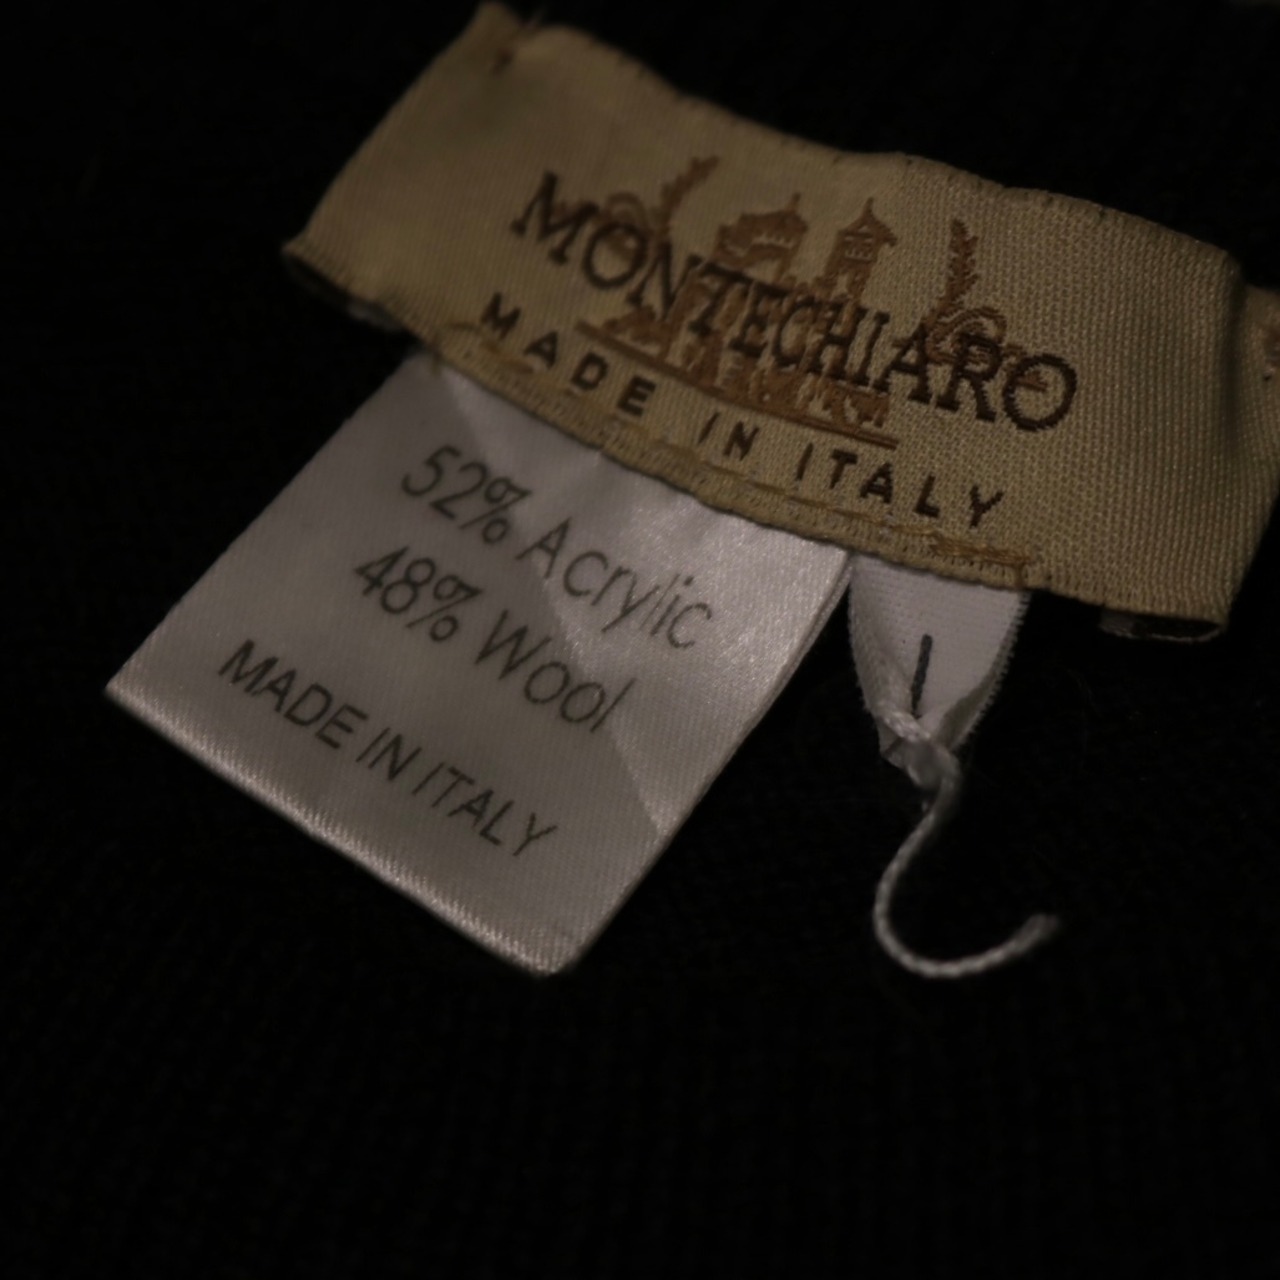 MONTECHIARO
MADE IN ITALY
52% Acrylic
48% Wool
MADE IN ITALY